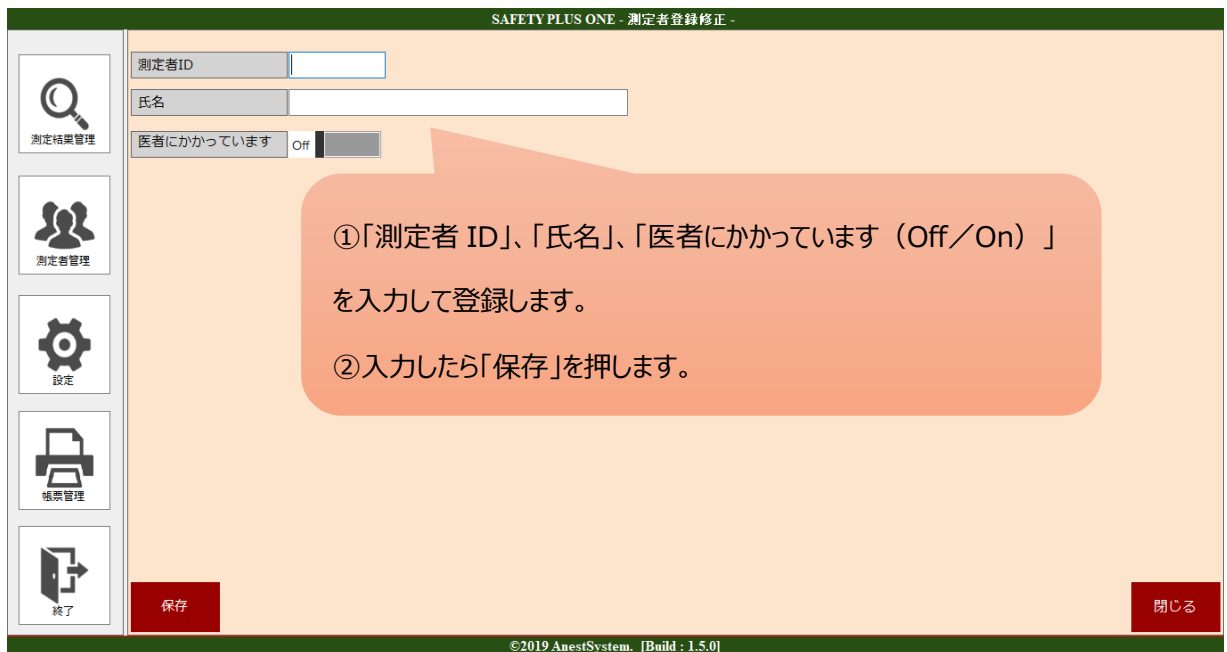 SAFETY PLUS ONE - 測定者登録修正 -
測定結果管理
測定者管理
設定
帳票管理
終了
測定者ID
氏名
医者にかかっています Off
①「測定者 ID」、「氏名」、「医者にかかっています（Off／On）」
を入力して登録します。
②入力したら「保存」を押します。
保存
閉じる
©2019 AnestSystem. [Build : 1.5.0]